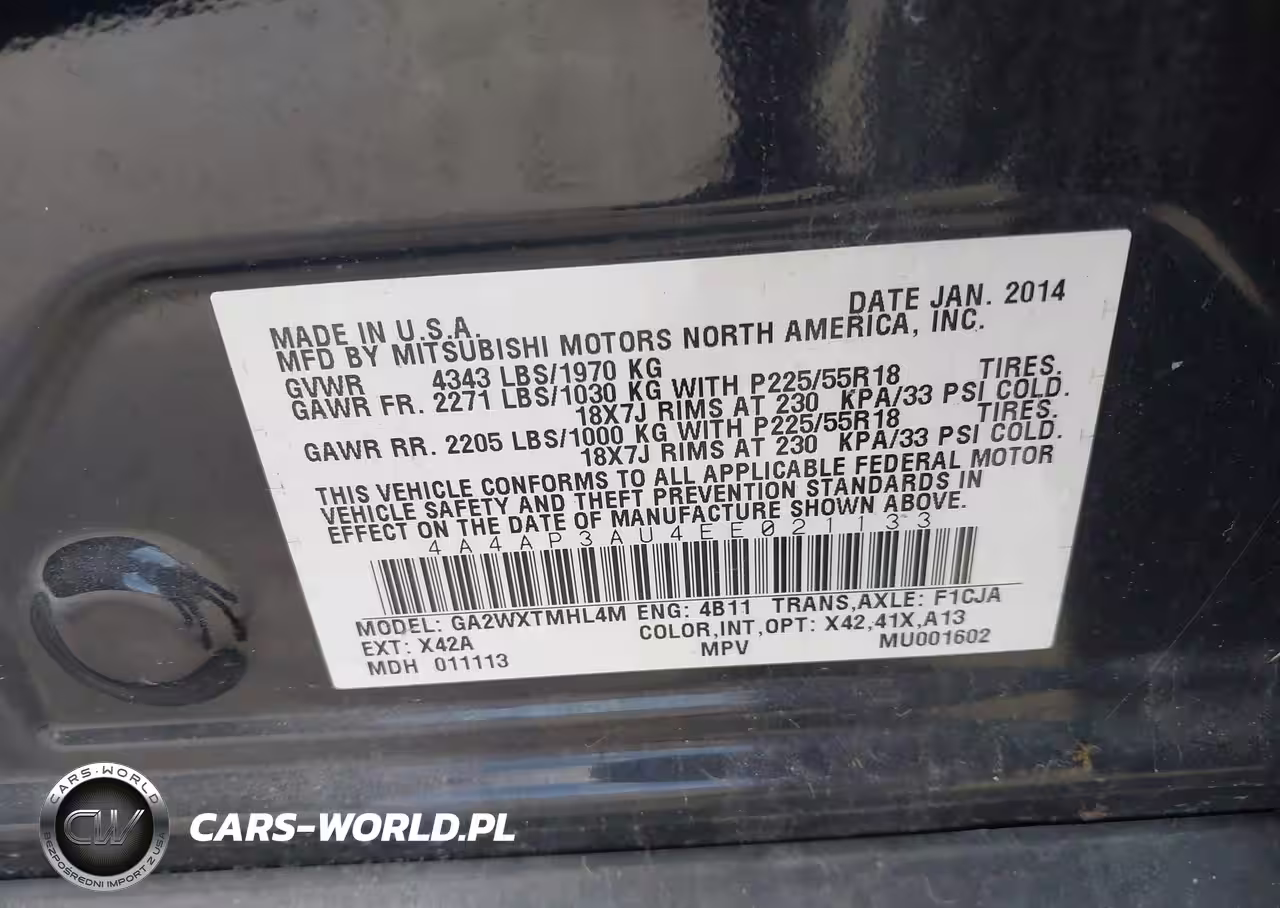 DATE JAN. 2014
MADE IN U.S.A.
MFD BY MITSUBISHI MOTORS NORTH AMERICA, INC.
GVWR 4343 LBS/1970 KG
GAWR FR. 2271 LBS/1030 KG WITH P225/55R18 TIRES.
18X7J RIMS AT 230 KPA/33 PSI COLD.
GAWR RR. 2205 LBS/1000 KG WITH P225/55R18 TIRES.
18X7J RIMS AT 230 KPA/33 PSI COLD.
THIS VEHICLE CONFORMS TO ALL APPLICABLE FEDERAL MOTOR
VEHICLE SAFETY AND THEFT PREVENTION STANDARDS IN
EFFECT ON THE DATE OF MANUFACTURE SHOWN ABOVE.
4A4AP3AU4EE021133
MODEL: GA2WXTMHL4M ENG: 4B11 TRANS,AXLE: F1CJA
EXT: X42A COLOR,INT,OPT: X42,41X,A13
MDH 011113 MPV MU001602
CARS-WORLD
CW
BEZPOŚREDNI IMPORT Z USA
CARS-WORLD.PL